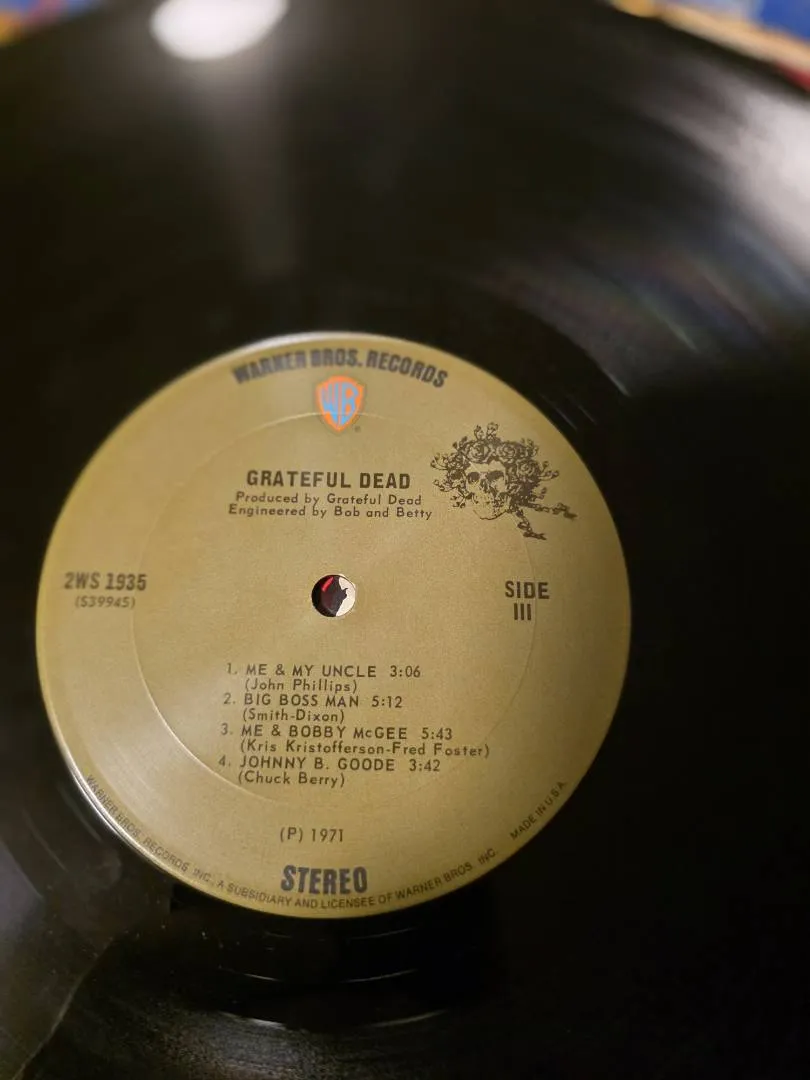 WARNER BROS. RECORDS
WB
®
GRATEFUL DEAD
Produced by Grateful Dead
Engineered by Bob and Betty
2WS 1935
(S39945)
SIDE
III
1. ME & MY UNCLE 3:06
(John Phillips)
2. BIG BOSS MAN 5:12
(Smith-Dixon)
3. ME & BOBBY McGEE 5:43
(Kris Kristofferson-Fred Foster)
4. JOHNNY B. GOODE 3:42
(Chuck Berry)
(P) 1971
STEREO
WARNER BROS. RECORDS INC., A SUBSIDIARY AND LICENSEE OF WARNER BROS. INC. MADE IN U.S.A.